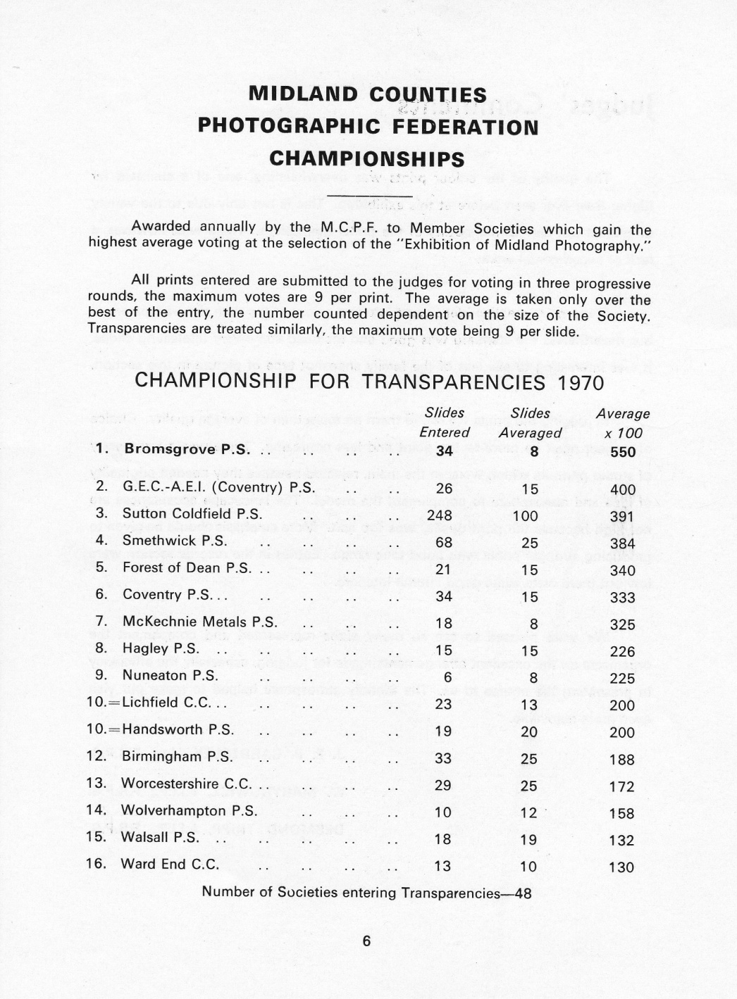 MIDLAND COUNTIES
PHOTOGRAPHIC FEDERATION
CHAMPIONSHIPS
Awarded annually by the M.C.P.F. to Member Societies which gain the
highest average voting at the selection of the "Exhibition of Midland Photography."
All prints entered are submitted to the judges for voting in three progressive
rounds, the maximum votes are 9 per print. The average is taken only over the
best of the entry, the number counted dependent on the size of the Society.
Transparencies are treated similarly, the maximum vote being 9 per slide.
CHAMPIONSHIP FOR TRANSPARENCIES 1970
Slides Slides Average
Entered Averaged x 100
1. Bromsgrove P.S. .. .. .. .. 34 8 550
2. G.E.C.-A.E.I. (Coventry) P.S. .. .. 26 15 400
3. Sutton Coldfield P.S. .. .. .. 248 100 391
4. Smethwick P.S. .. .. .. .. 68 25 384
5. Forest of Dean P.S. .. .. .. .. 21 15 340
6. Coventry P.S. .. .. .. .. .. 34 15 333
7. McKechnie Metals P.S. .. .. .. 18 8 325
8. Hagley P.S. .. .. .. .. .. 15 15 226
9. Nuneaton P.S. .. .. .. .. 6 8 225
10.=Lichfield C.C. .. .. .. .. .. 23 13 200
10.=Handsworth P.S. .. .. .. .. 19 20 200
12. Birmingham P.S. .. .. .. .. 33 25 188
13. Worcestershire C.C. .. .. .. .. 29 25 172
14. Wolverhampton P.S. .. .. .. 10 12 158
15. Walsall P.S. .. .. .. .. .. 18 19 132
16. Ward End C.C. .. .. .. .. 13 10 130
Number of Societies entering Transparencies—48
6